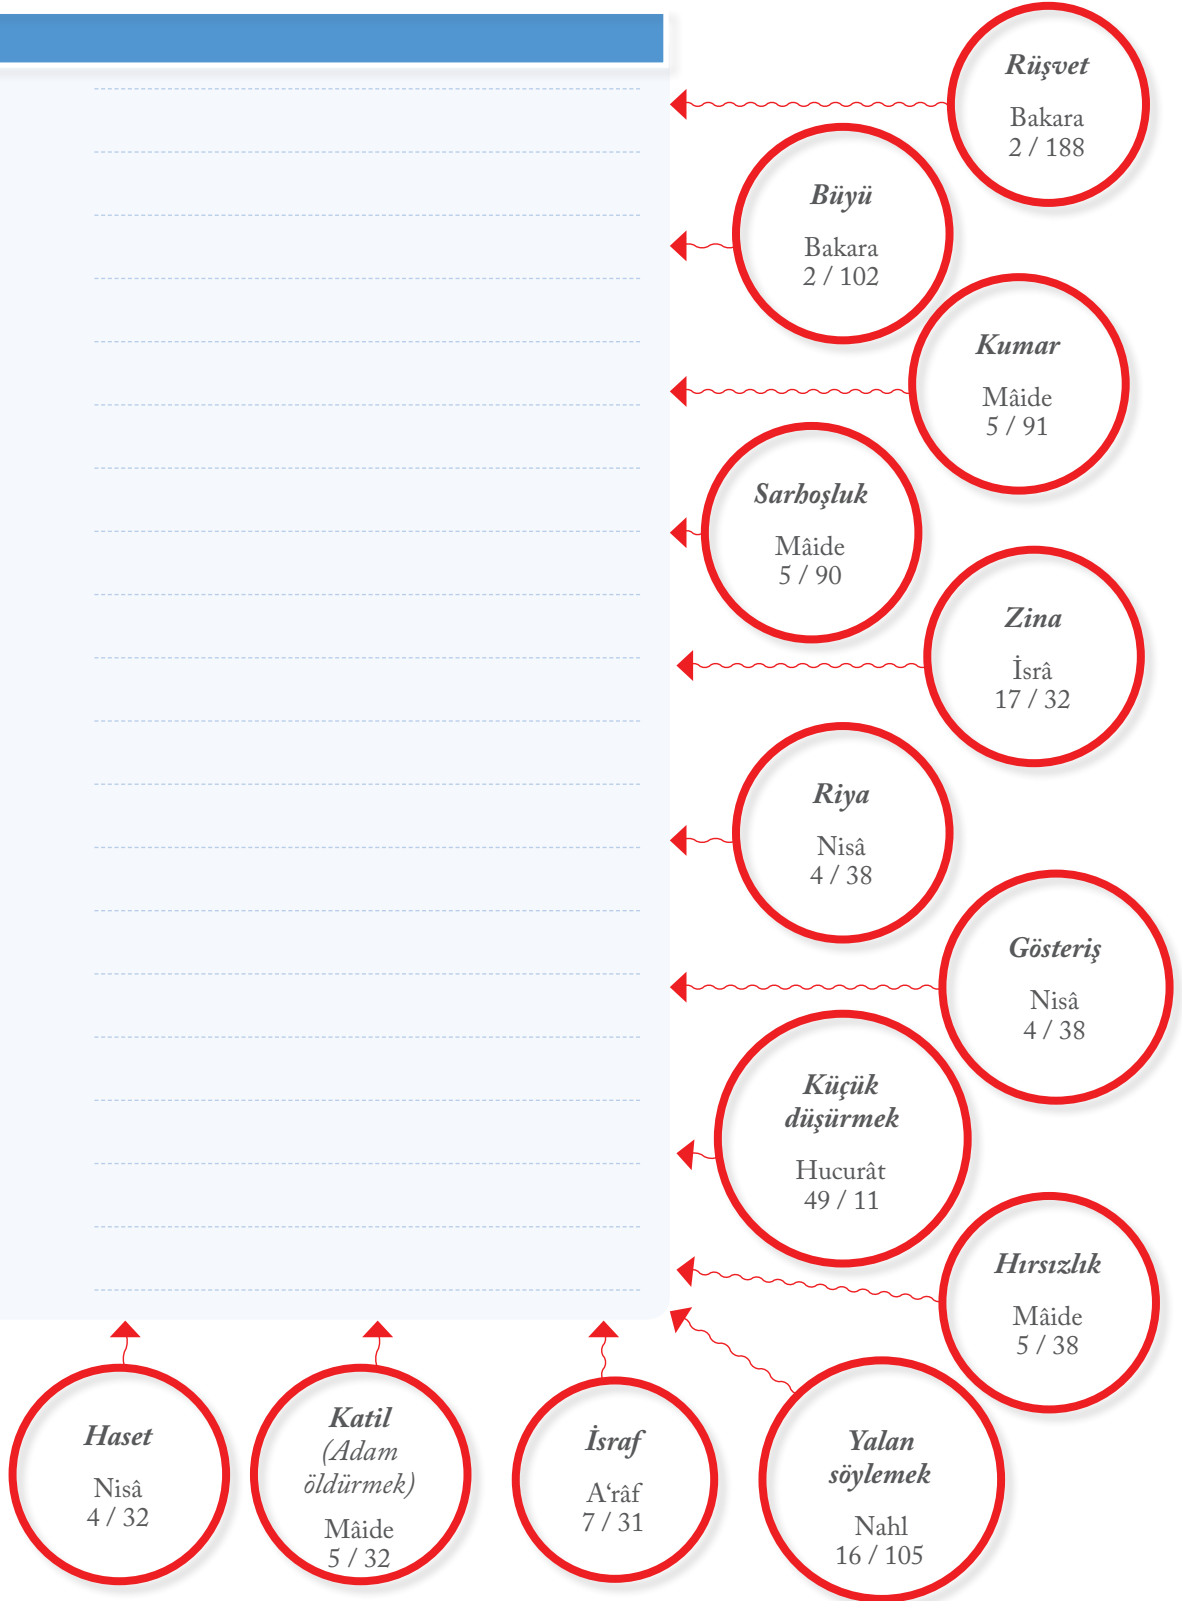 Rüşvet
Bakara
2 / 188
Büyü
Bakara
2 / 102
Kumar
Mâide
5 / 91
Sarhoşluk
Mâide
5 / 90
Zina
İsrâ
17 / 32
Riya
Nisâ
4 / 38
Gösteriş
Nisâ
4 / 38
Küçük
düşürmek
Hucurât
49 / 11
Hırsızlık
Mâide
5 / 38
Haset
Nisâ
4 / 32
Katil
(Adam
öldürmek)
Mâide
5 / 32
İsraf
A‘râf
7 / 31
Yalan
söylemek
Nahl
16 / 105